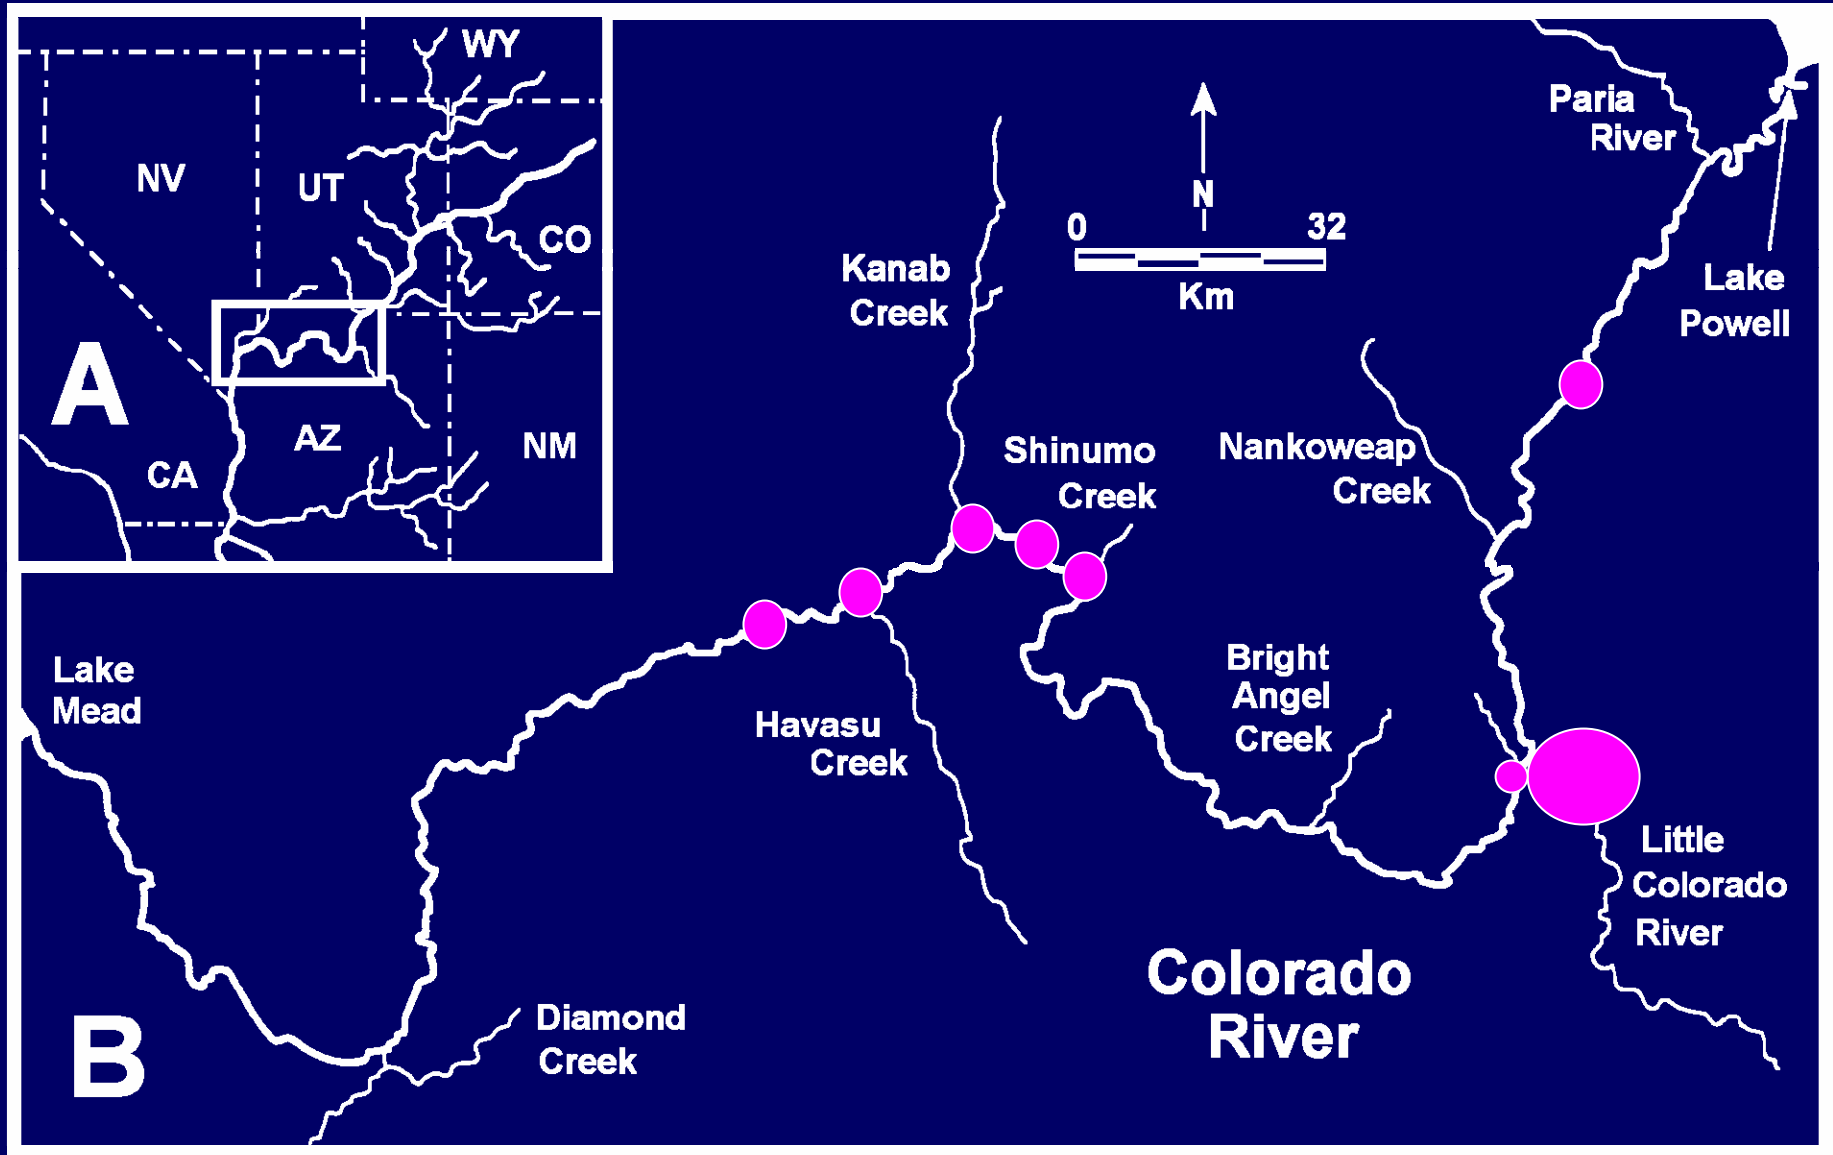 WY
NV
UT
CO
A
AZ
NM
CA
Paria
River
N
0 32
Km
Lake
Powell
Kanab
Creek
Shinumo
Creek
Nankoweap
Creek
Lake
Mead
Havasu
Creek
Bright
Angel
Creek
Little
Colorado
River
Colorado
River
Diamond
Creek
B